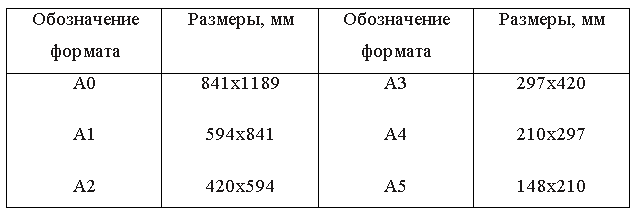 Обозначение формата Размеры, мм Обозначение формата Размеры, мм
А0 841х1189 А3 297х420
А1 594х841 А4 210х297
А2 420х594 А5 148х210